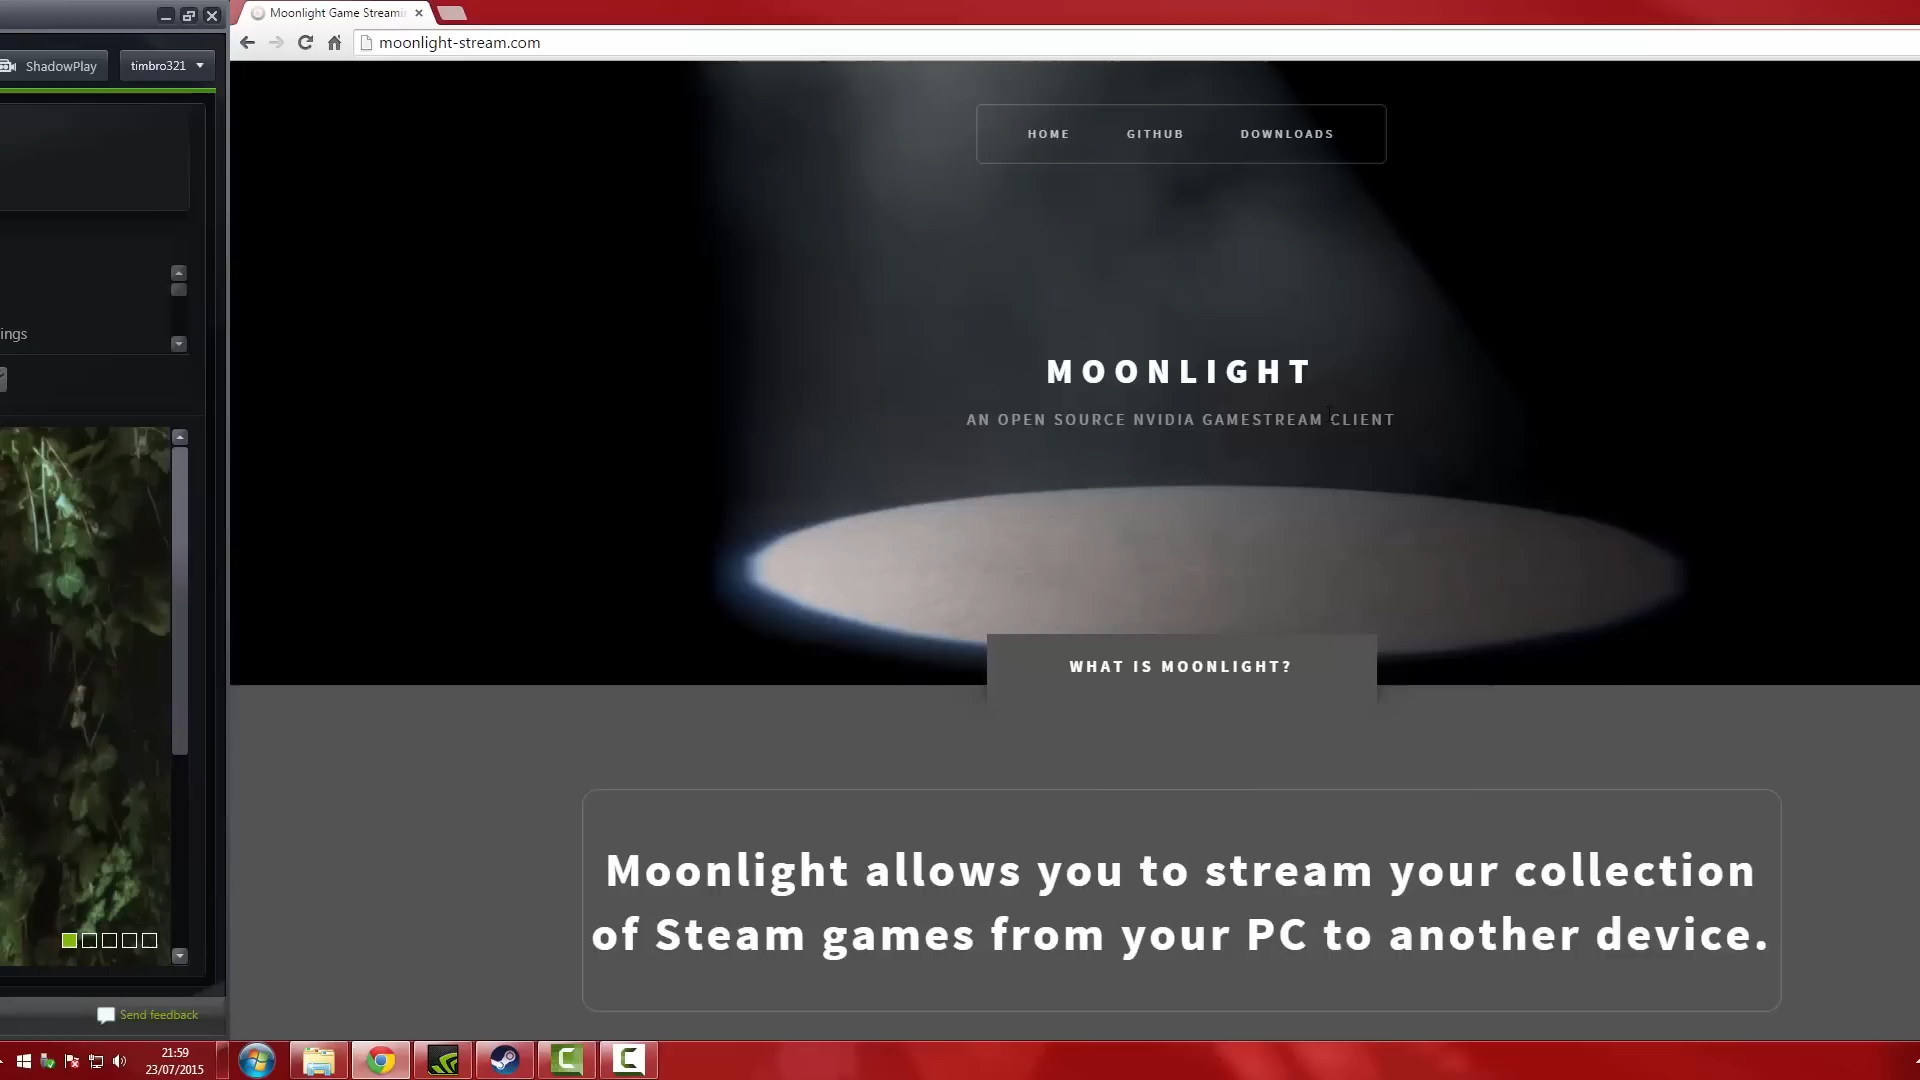 ShadowPlay
timbro321
ings
Send feedback
21:59
23/07/2015
Moonlight Game Streami
moonlight-stream.com
HOME
GITHUB
DOWNLOADS
MOONLIGHT
AN OPEN SOURCE NVIDIA GAMESTREAM CLIENT
WHAT IS MOONLIGHT?
Moonlight allows you to stream your collection
of Steam games from your PC to another device.